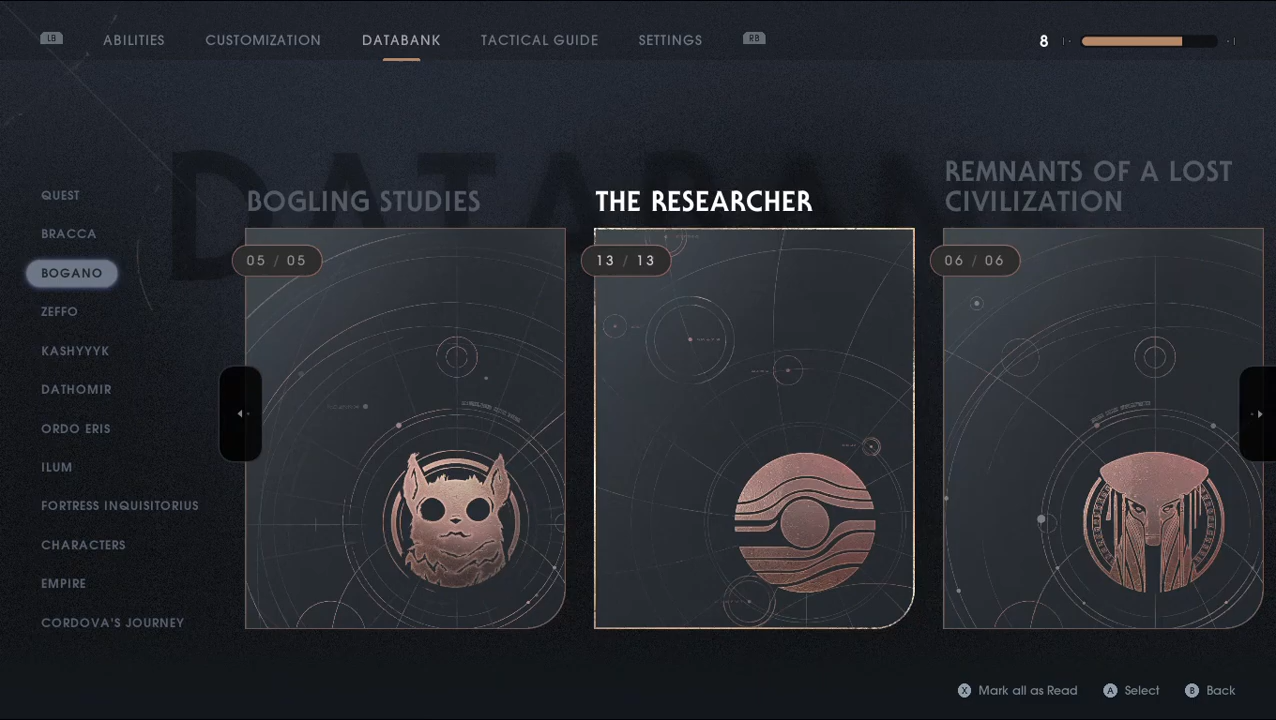 LB ABILITIES CUSTOMIZATION DATABANK TACTICAL GUIDE SETTINGS RB 8
DATABAN
QUEST
BRACCA
BOGANO
ZEFFO
KASHYYYK
DATHOMIR
ORDO ERIS
ILUM
FORTRESS INQUISITORIUS
CHARACTERS
EMPIRE
CORDOVA'S JOURNEY
BOGLING STUDIES
05 / 05
THE RESEARCHER
13 / 13
REMNANTS OF A LOST
CIVILIZATION
06 / 06
X Mark all as Read A Select B Back